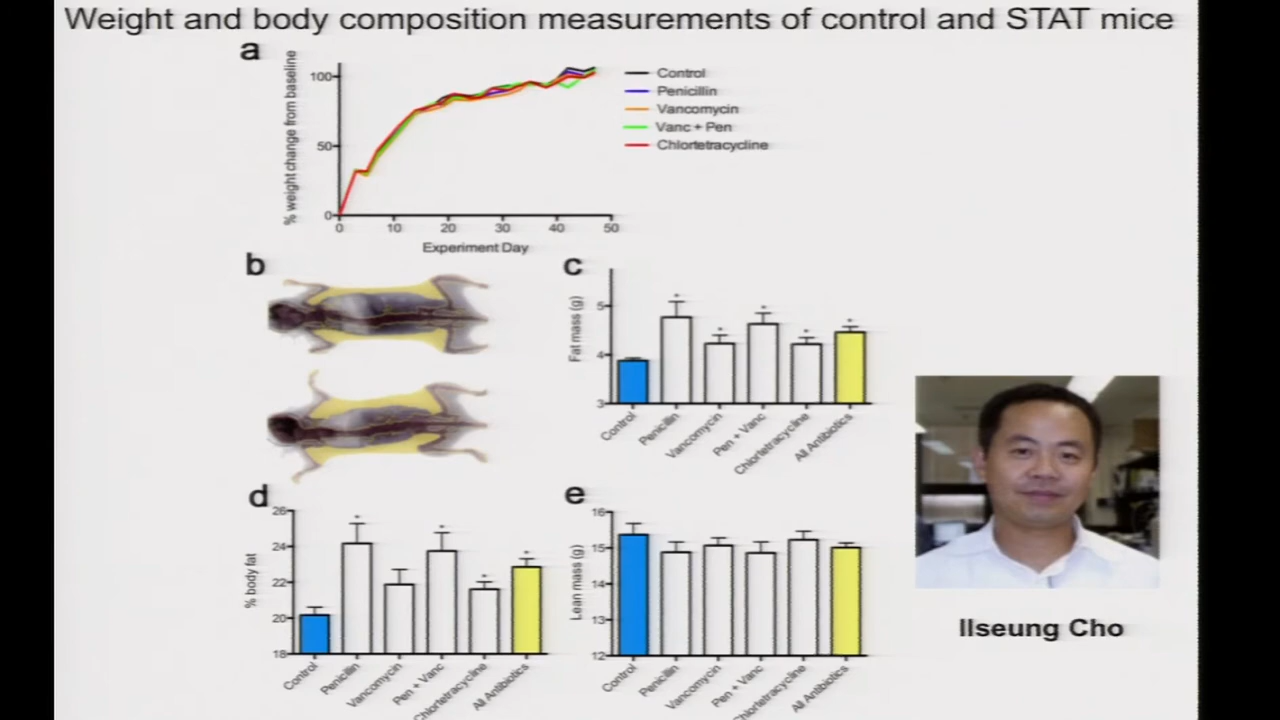 Weight and body composition measurements of control and STAT mice
a
% weight change from baseline
100
50
0
0 10 20 30 40 50
Experiment Day
Control
Penicillin
Vancomycin
Vanc + Pen
Chlortetracycline
b
c
Fat mass (g)
5
4
3
Control
Penicillin
Vancomycin
Pen + Vanc
Chlortetracycline
All Antibiotics
d
% body fat
26
24
22
20
18
Control
Penicillin
Vancomycin
Pen + Vanc
Chlortetracycline
All Antibiotics
e
Lean mass (g)
16
15
14
13
12
Control
Penicillin
Vancomycin
Pen + Vanc
Chlortetracycline
All Antibiotics
Ilseung Cho